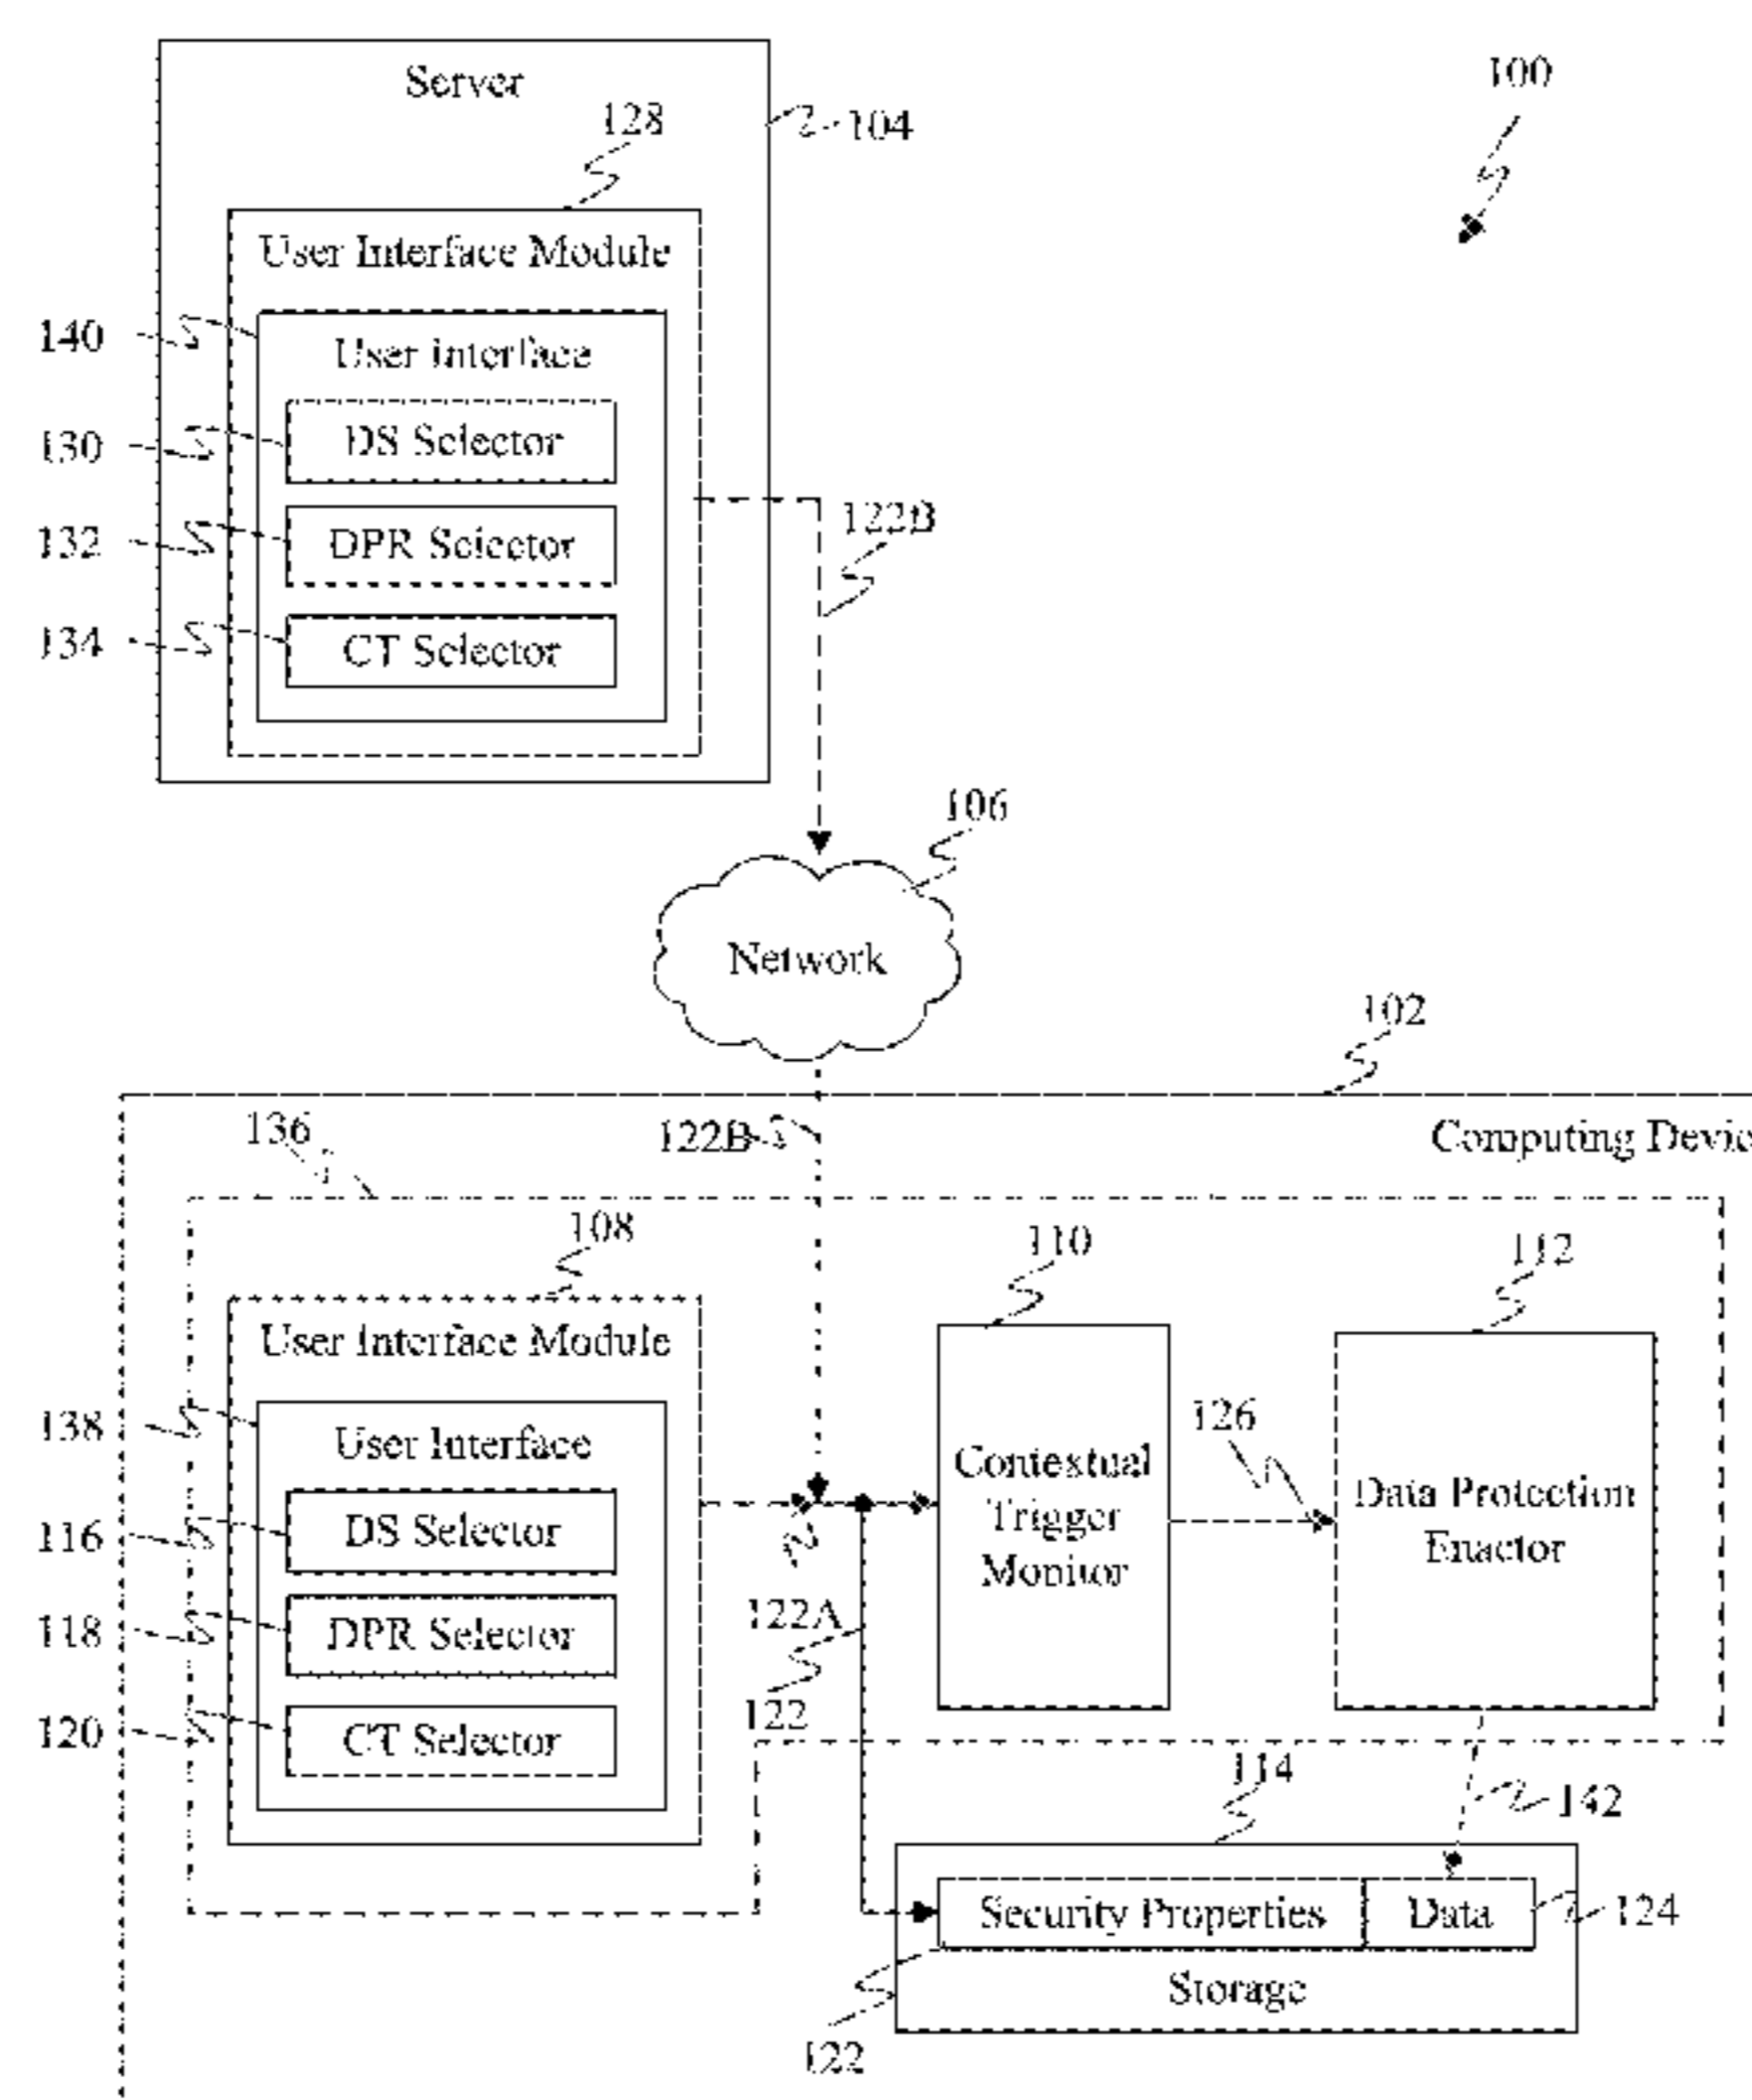 Server
100
128
104
User Interface Module
140
User Interface
130
DS Selector
122B
132
DPR Selector
134
CT Selector
106
Network
102
136
122B
Computing Devic
108
110
112
User Interface Module
138
User Interface
126
Contextual
Trigger
Monitor
Data Protection
Enactor
116
DS Selector
122A
118
DPR Selector
122
120
CT Selector
114
142
Security Properties
Data
124
Storage
122